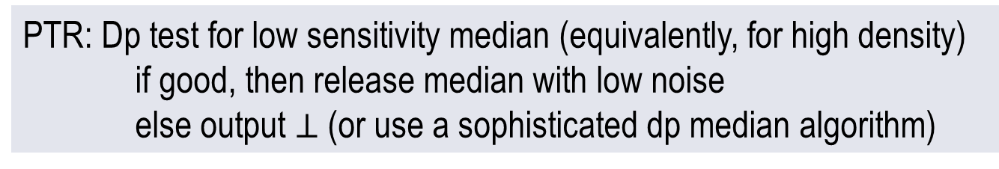 PTR: Dp test for low sensitivity median (equivalently, for high density)
if good, then release median with low noise
else output ⊥ (or use a sophisticated dp median algorithm)